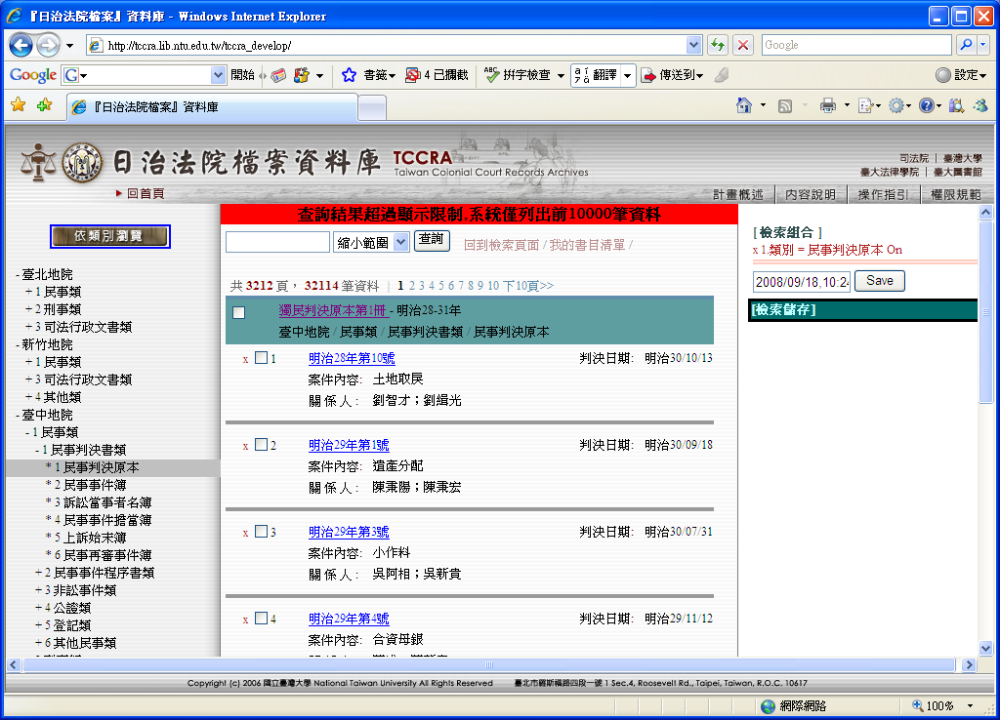 『日治法院檔案』資料庫 - Windows Internet Explorer
http://tccra.lib.ntu.edu.tw/tccra_develop/
Google
Google G 開始 書籤 4 已攔截 拼字檢查 翻譯 傳送到 設定
『日治法院檔案』資料庫
日治法院檔案資料庫 TCCRA
Taiwan Colonial Court Records Archives
司法院 | 臺灣大學
臺大法律學院 | 臺大圖書館
回首頁
計畫概述 內容說明 操作指引 權限規範
依類別瀏覽
-臺北地院
+1 民事類
+2 刑事類
+3 司法行政文書類
-新竹地院
+1 民事類
+3 司法行政文書類
+4 其他類
-臺中地院
-1 民事類
-1 民事判決書類
*1 民事判決原本
*2 民事事件簿
*3 訴訟當事者名簿
*4 民事事件擔當簿
*5 上訴始末簿
*6 民事再審事件簿
+2 民事事件程序書類
+3 非訟事件類
+4 公證類
+5 登記類
+6 其他民事類
查詢結果超過顯示限制,系統僅列出前10000筆資料
縮小範圍 查詢 回到檢索頁面 / 我的書目清單 /
共 3212 頁， 32114 筆資料 | 1 2 3 4 5 6 7 8 9 10 下10頁>>
獨民判決原本第1冊 - 明治28-31年
臺中地院 / 民事類 / 民事判決書類 / 民事判決原本
x 1 明治28年第10號 判決日期: 明治30/10/13
案件內容: 土地取戾
關 係 人 : 劉智才；劉緝光
x 2 明治29年第1號 判決日期: 明治30/09/18
案件內容: 遺產分配
關 係 人 : 陳秉陽；陳秉宏
x 3 明治29年第3號 判決日期: 明治30/07/31
案件內容: 小作料
關 係 人 : 吳阿相；吳新貴
x 4 明治29年第4號 判決日期: 明治29/11/12
案件內容: 合資母銀
[檢索組合 ]
x 1.類別 = 民事判決原本 On
2008/09/18,10:24 Save
[檢索儲存]
Copyright (c) 2006 國立臺灣大學 National Taiwan University All Rights Reserved 臺北市羅斯福路四段一號 1 Sec.4, Roosevelt Rd., Taipei, Taiwan, R.O.C. 10617
網際網路 100%